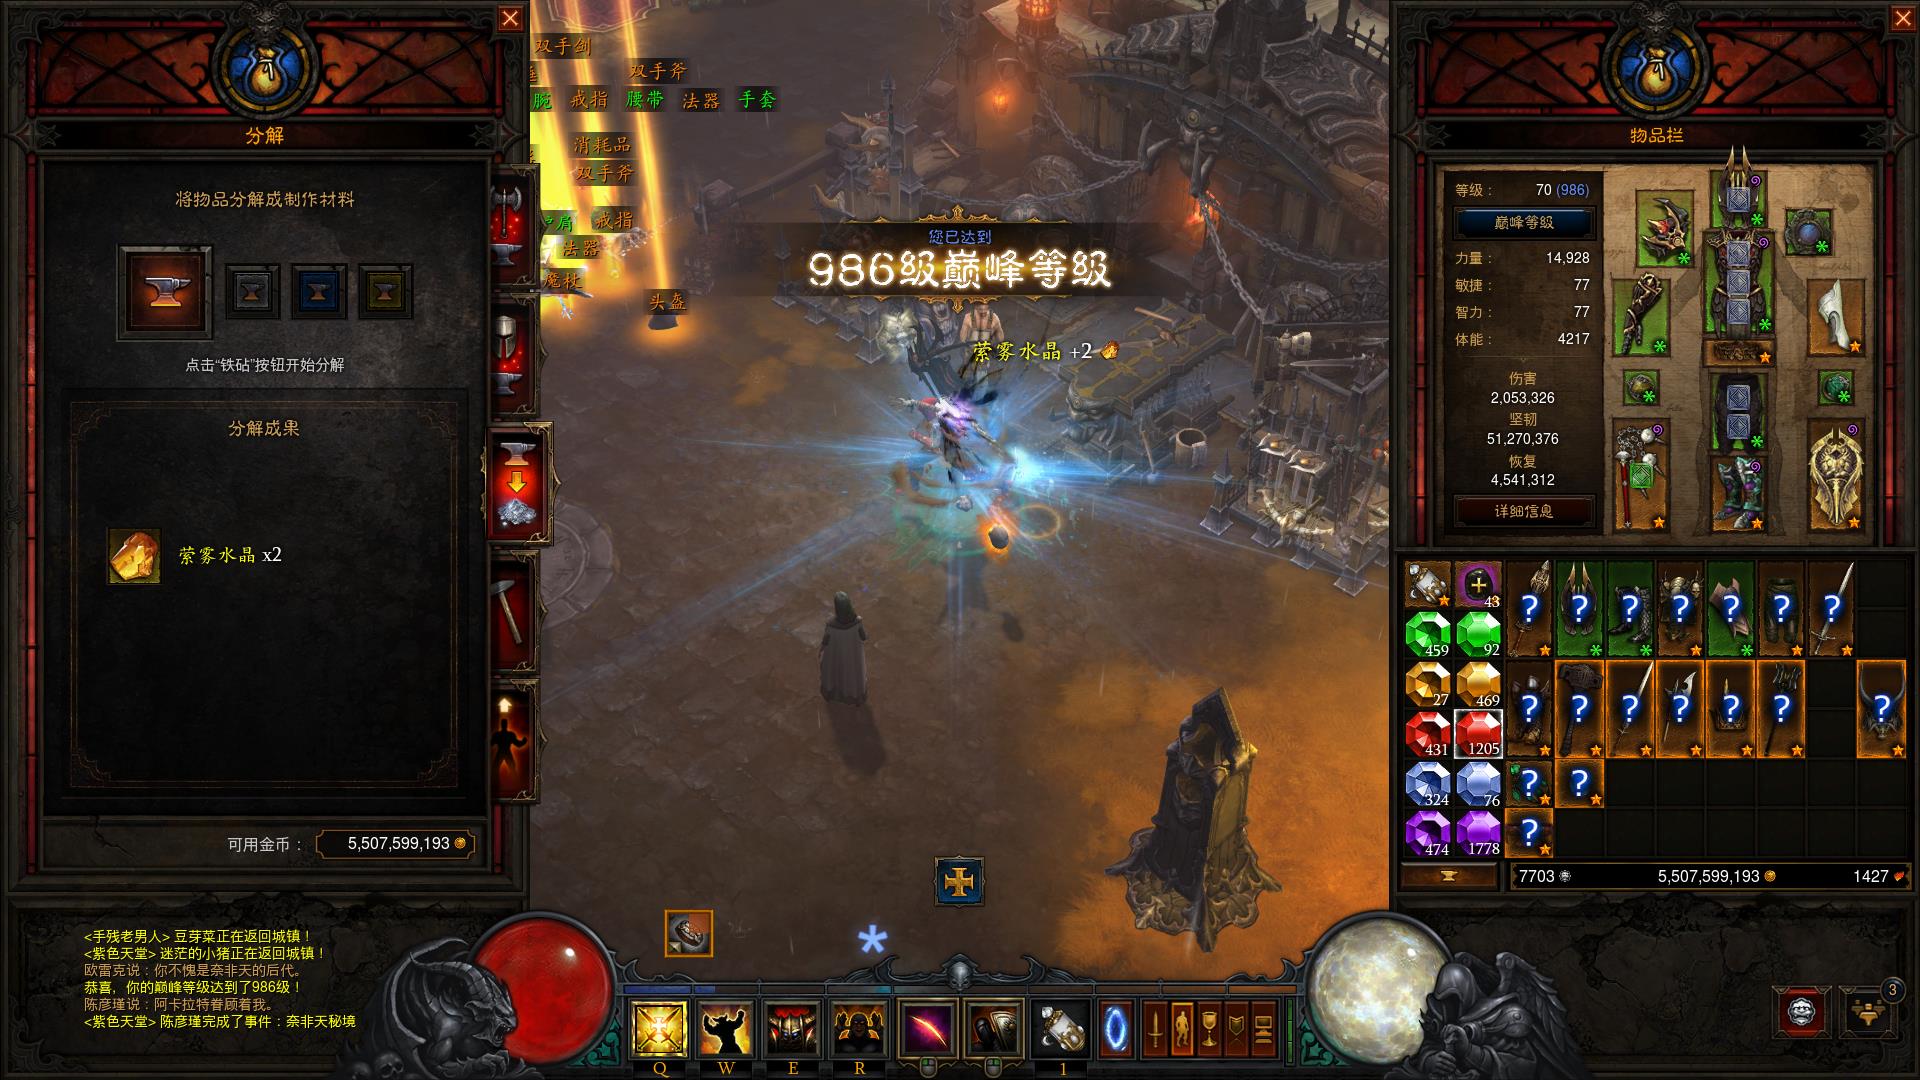 分解
将物品分解成制作材料
点击“铁砧”按钮开始分解
分解成果
萦雾水晶 x2
可用金币：
5,507,599,193
<手残老男人> 豆芽菜正在返回城镇！
<紫色天堂> 迷茫的小猪正在返回城镇！
欧雷克说：你不愧是奈非天的后代。
恭喜，你的巅峰等级达到了986级！
陈彦瑾说：阿卡拉特眷顾着我。
<紫色天堂> 陈彦瑾完成了事件：奈非天秘境
双手剑
双手斧
腕 戒指 腰带 法器 手套
消耗品
双手斧
护肩 戒指
法器
魔杖
头盔
您已达到
986级巅峰等级
萦雾水晶 +2
Q W E R 1
物品栏
等级： 70 (986)
巅峰等级
力量： 14,928
敏捷： 77
智力： 77
体能： 4217
伤害
2,053,326
坚韧
51,270,376
恢复
4,541,312
详细信息
43
? ? ? ? ? ? ?
459 92
27 469
? ? ? ? ? ? ?
431 1205
324 76
? ?
474 1778
?
7703 5,507,599,193 1427
3